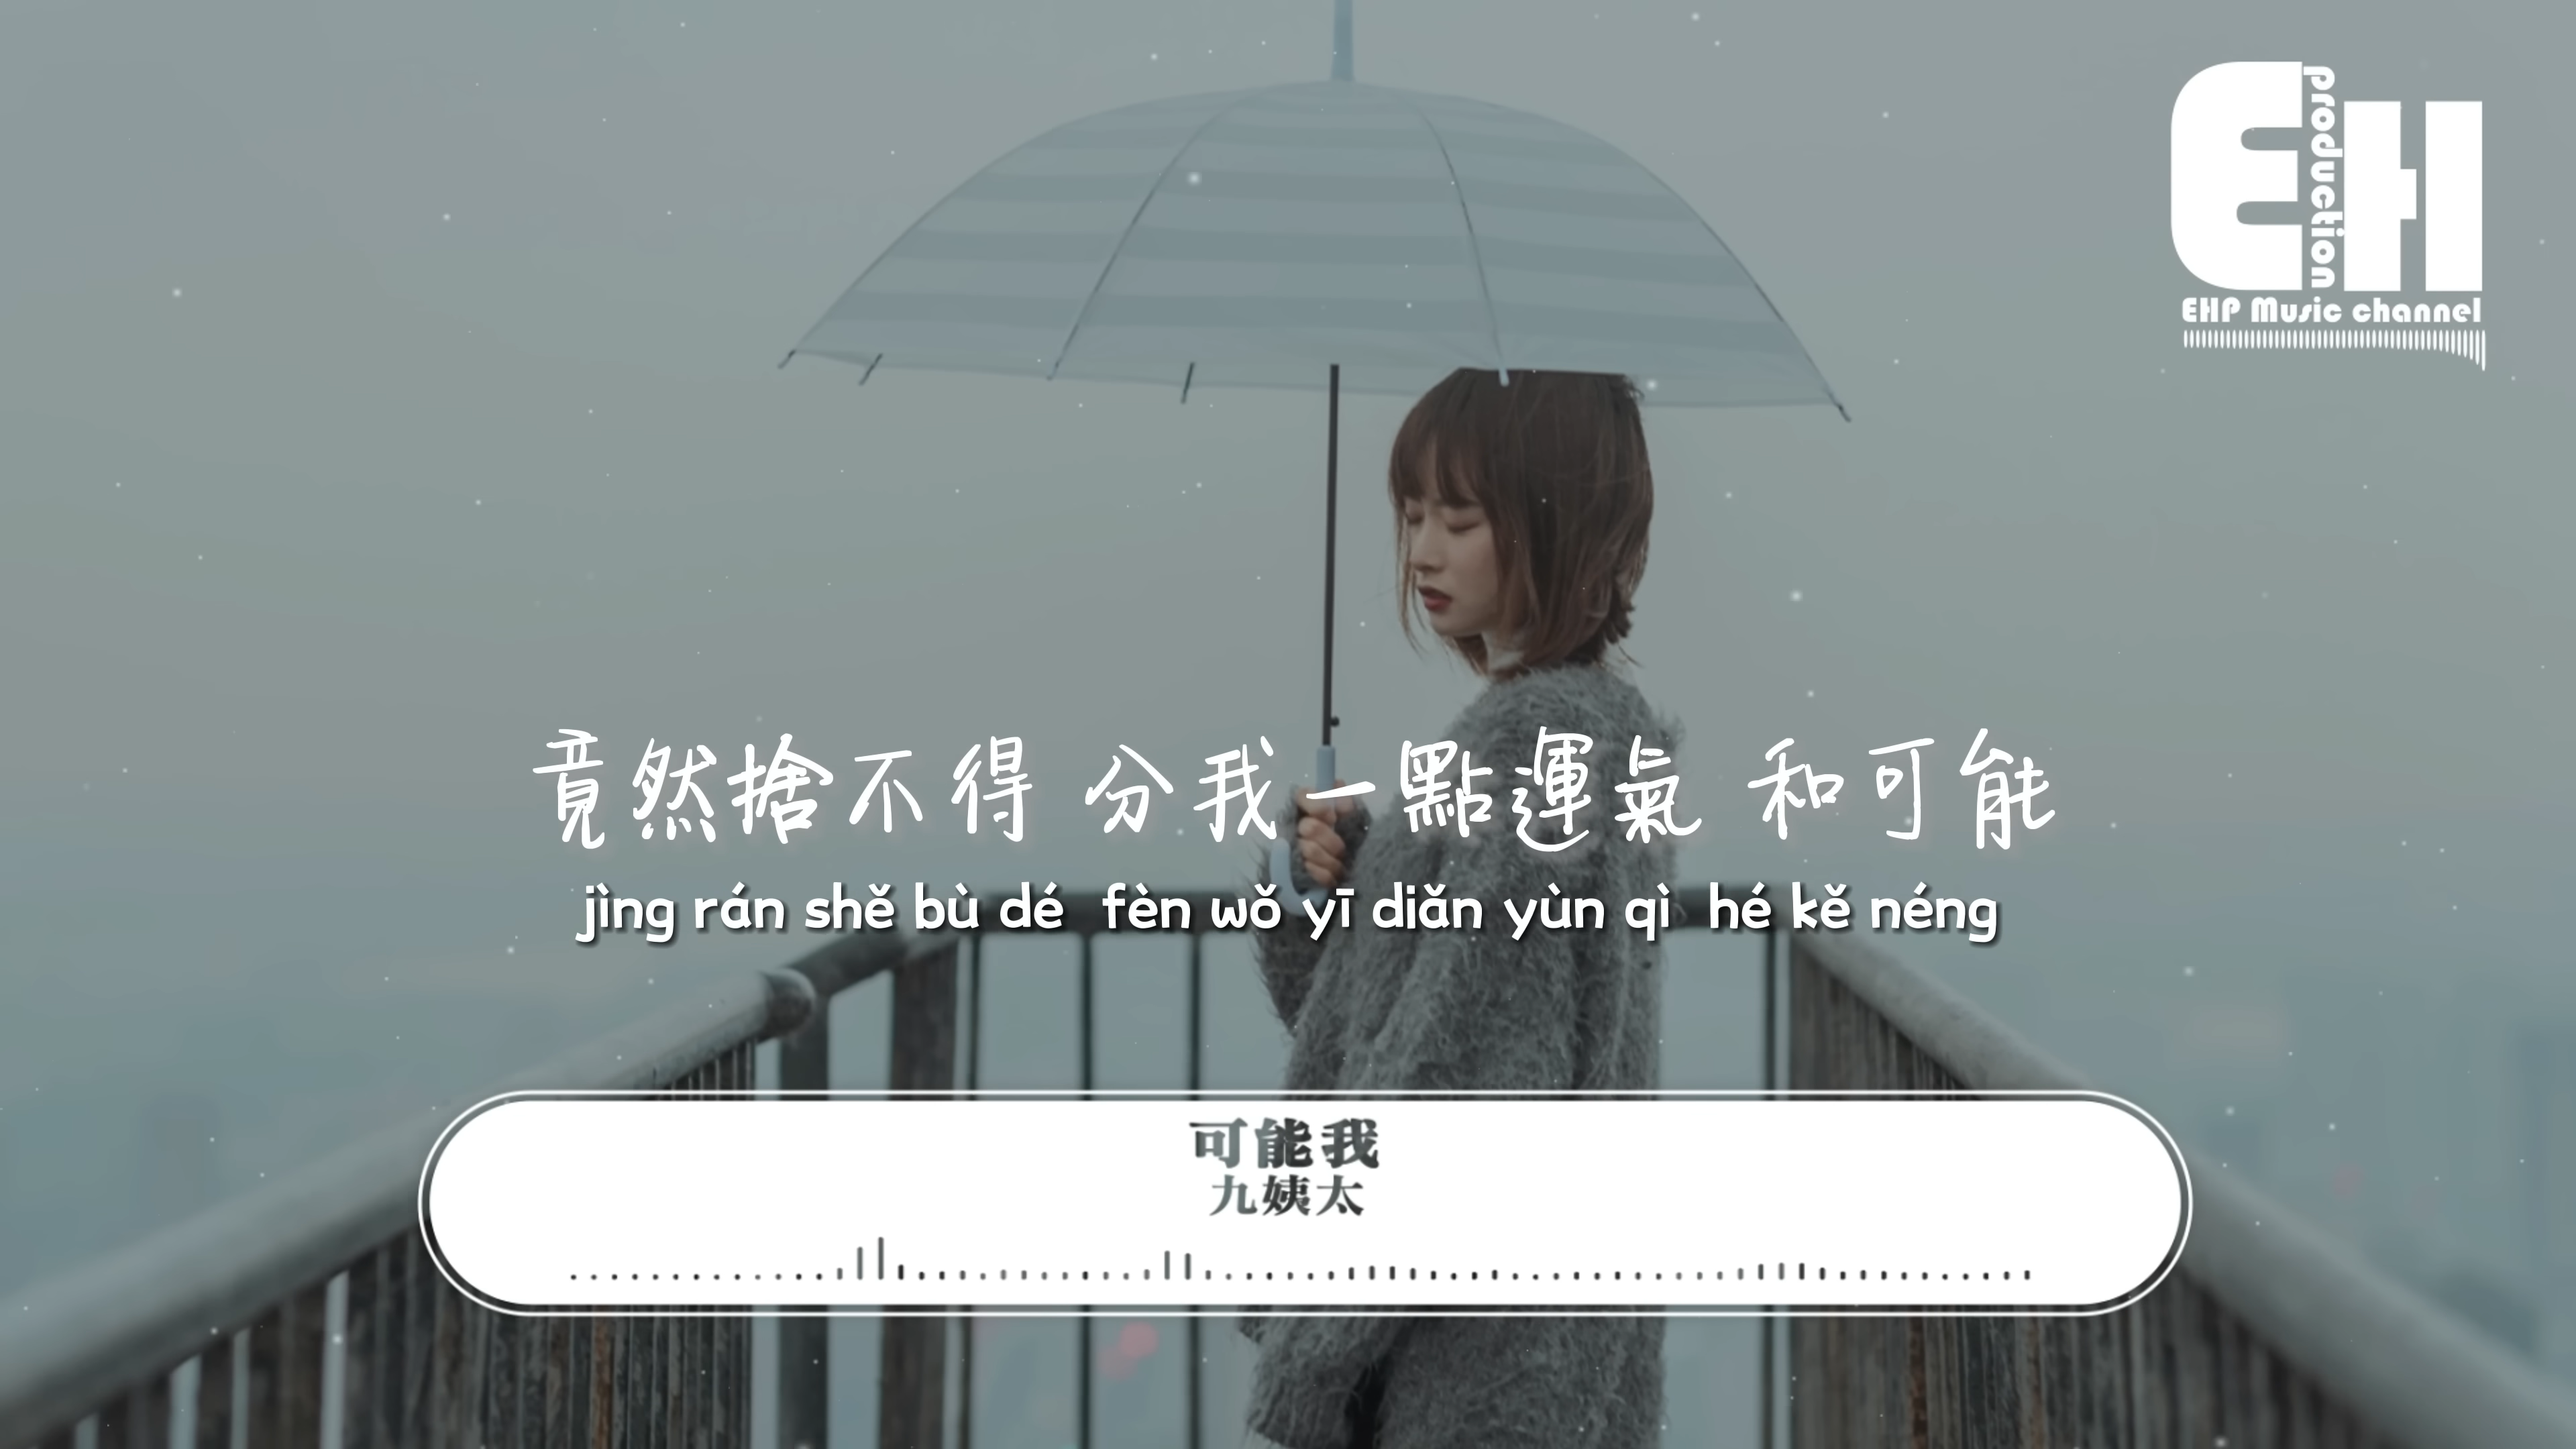 EH
production
EHP Music channel
竟然捨不得 分我一點運氣 和可能
jìng rán shě bù dé  fèn wǒ yī diǎn yùn qì  hé kě néng
可能我
九姨太